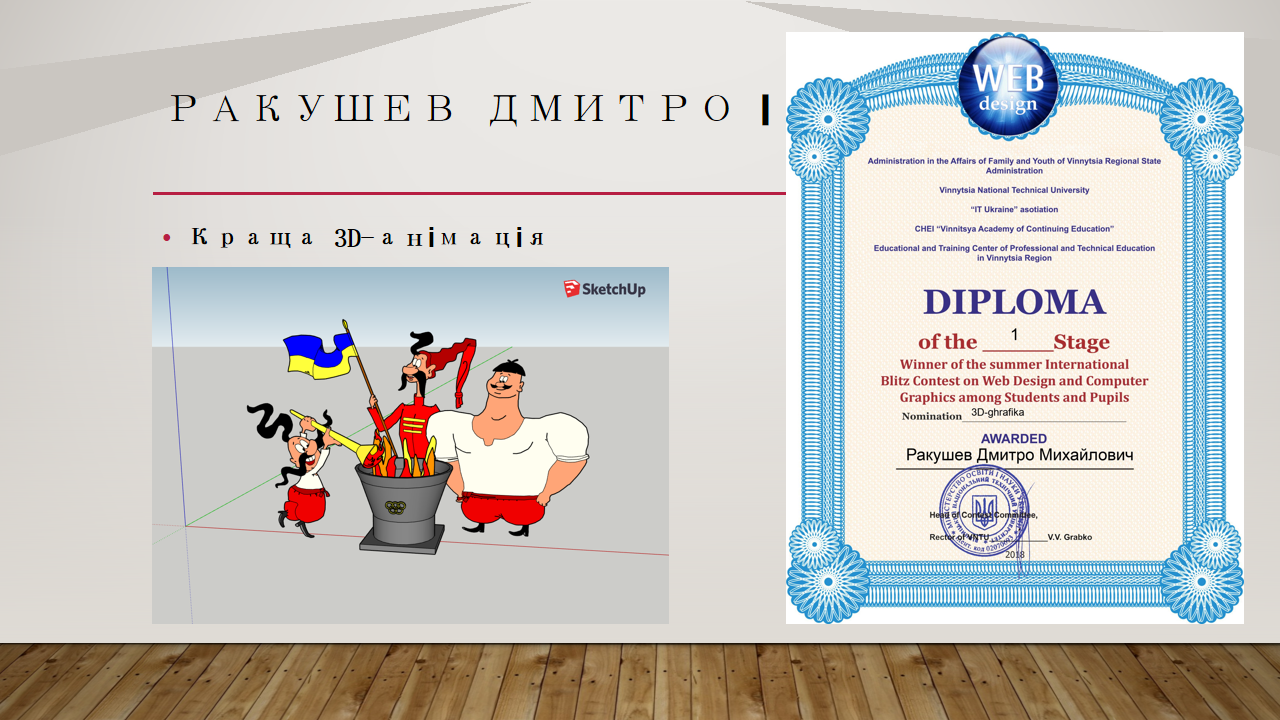 РАКУШЕВ ДМИТРО І
Краща 3D-анімація
SketchUp
WEB
design
Administration in the Affairs of Family and Youth of Vinnytsia Regional State
Administration
Vinnytsia National Technical University
“IT Ukraine” asotiation
CHEI “Vinnitsya Academy of Continuing Education”
Educational and Training Center of Professional and Technical Education
in Vinnytsia Region
DIPLOMA
of the 1 Stage
Winner of the summer International
Blitz Contest on Web Design and Computer
Graphics among Students and Pupils
Nomination 3D-ghrafika
AWARDED
Ракушев Дмитро Михайлович
Head of Contest Committee,
Rector of VNTU V.V. Grabko
2018